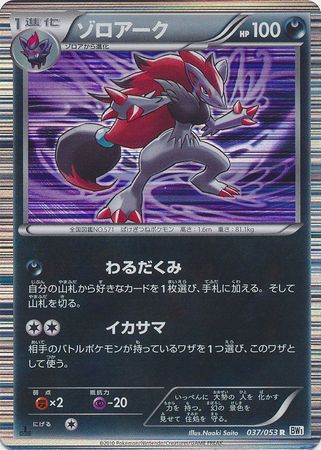 1進化
ゾロアーク
HP100
ゾロアから進化
全国図鑑NO.571 ばけぎつねポケモン 高さ:1.6m 重さ:81.1kg
わるだくみ
自分の山札から好きなカードを1枚選び、手札に加える。そして
山札を切る。
イカサマ
相手のバトルポケモンが持っているワザを1つ選び、このワザとし
て使う。
弱点
×2
抵抗力
-20
にげる
いっぺんに 大勢の 人を 化かす
力を 持つ。 幻の 景色を
見せて 住処を 守る。
Illus.Naoki Saito
037/053 R BW1
©2010 Pokémon/Nintendo/Creatures/GAME FREAK.